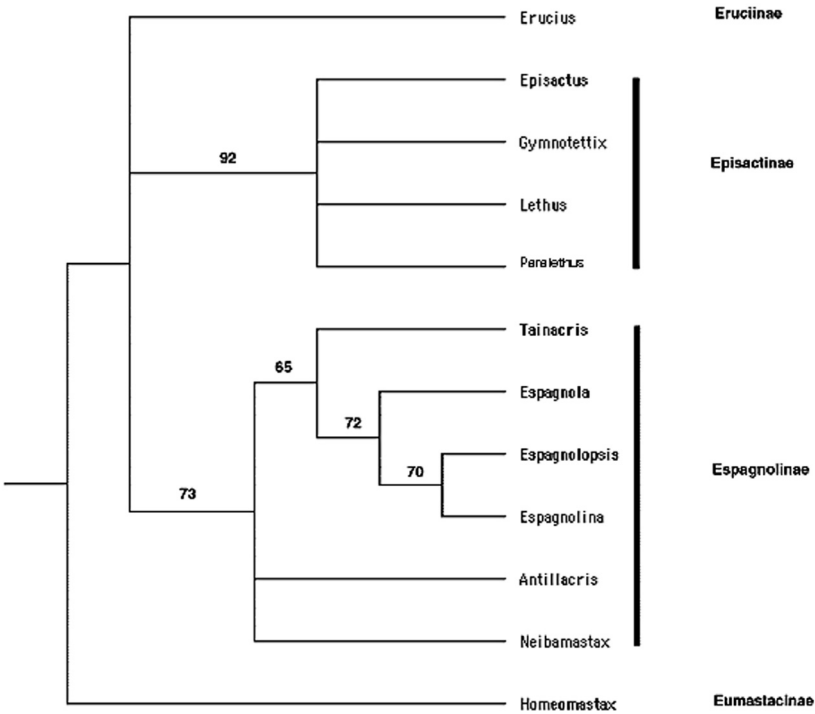 Erucius
Eruciinae
Episactus
Gymnotettix
92
Episactinae
Lethus
Paralethus
Tainacris
65
Espagnola
72
Espagnolopsis
70
Espagnolinae
73
Espagnolina
Antillacris
Neibamastax
Homeomastax
Eumastacinae